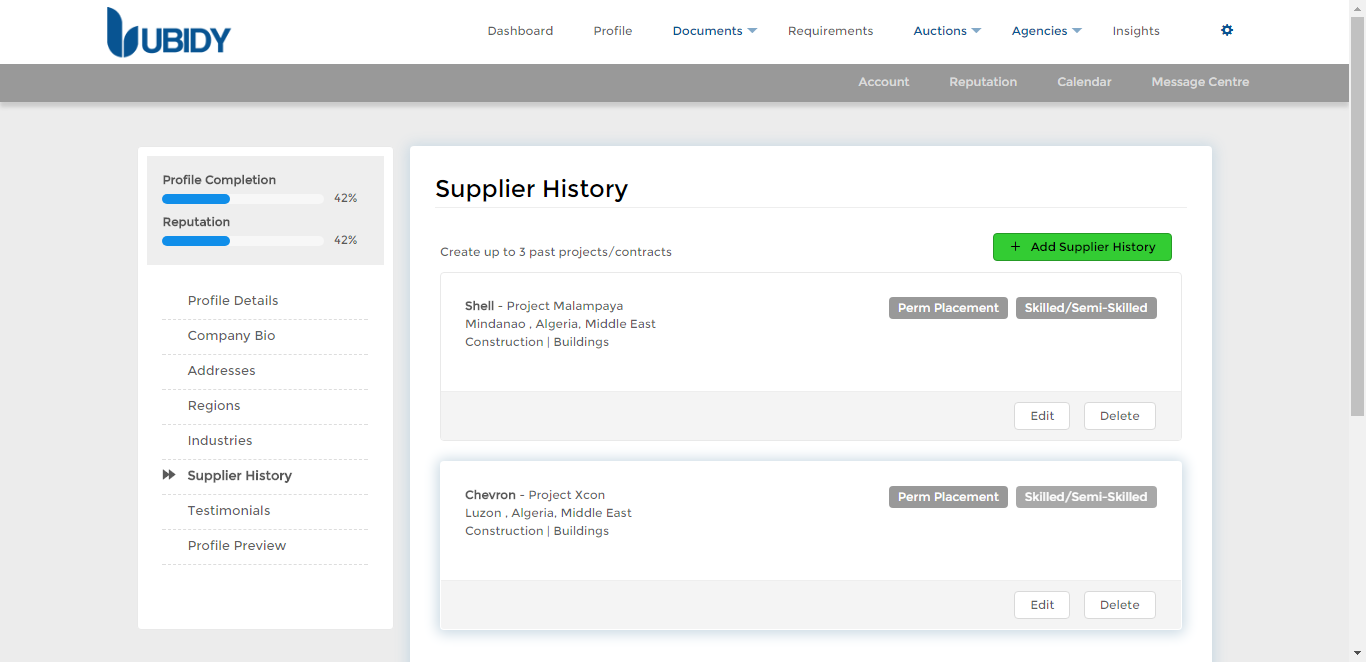 UBIDY
Dashboard Profile Documents Requirements Auctions Agencies Insights
Account Reputation Calendar Message Centre
Profile Completion
42%
Reputation
42%
Profile Details
Company Bio
Addresses
Regions
Industries
Supplier History
Testimonials
Profile Preview
Supplier History
Create up to 3 past projects/contracts
+ Add Supplier History
Shell - Project Malampaya
Perm Placement Skilled/Semi-Skilled
Mindanao , Algeria, Middle East
Construction | Buildings
Edit Delete
Chevron - Project Xcon
Perm Placement Skilled/Semi-Skilled
Luzon , Algeria, Middle East
Construction | Buildings
Edit Delete